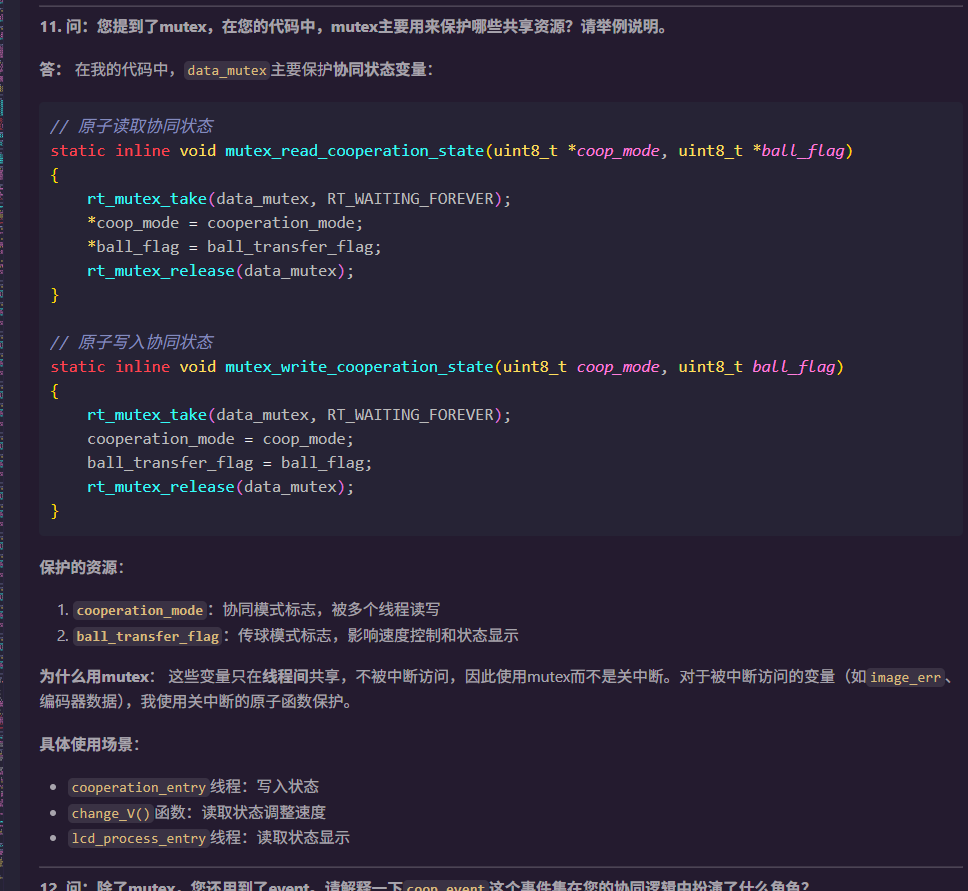 11. 问：您提到了mutex，在您的代码中，mutex主要用来保护哪些共享资源？请举例说明。
答： 在我的代码中，data_mutex主要保护协同状态变量：
// 原子读取协同状态
static inline void mutex_read_cooperation_state(uint8_t *coop_mode, uint8_t *ball_flag)
{
    rt_mutex_take(data_mutex, RT_WAITING_FOREVER);
    *coop_mode = cooperation_mode;
    *ball_flag = ball_transfer_flag;
    rt_mutex_release(data_mutex);
}
// 原子写入协同状态
static inline void mutex_write_cooperation_state(uint8_t coop_mode, uint8_t ball_flag)
{
    rt_mutex_take(data_mutex, RT_WAITING_FOREVER);
    cooperation_mode = coop_mode;
    ball_transfer_flag = ball_flag;
    rt_mutex_release(data_mutex);
}
保护的资源：
1. cooperation_mode：协同模式标志，被多个线程读写
2. ball_transfer_flag：传球模式标志，影响速度控制和状态显示
为什么用mutex： 这些变量只在线程间共享，不被中断访问，因此使用mutex而不是关中断。对于被中断访问的变量（如image_err、
编码器数据），我使用关中断的原子函数保护。
具体使用场景：
• cooperation_entry线程：写入状态
• change_V()函数：读取状态调整速度
• lcd_process_entry线程：读取状态显示
12. 问：除了mutex，您还用到了event。请解释一下coop_event这个事件集在您的协同逻辑中扮演了什么角色？